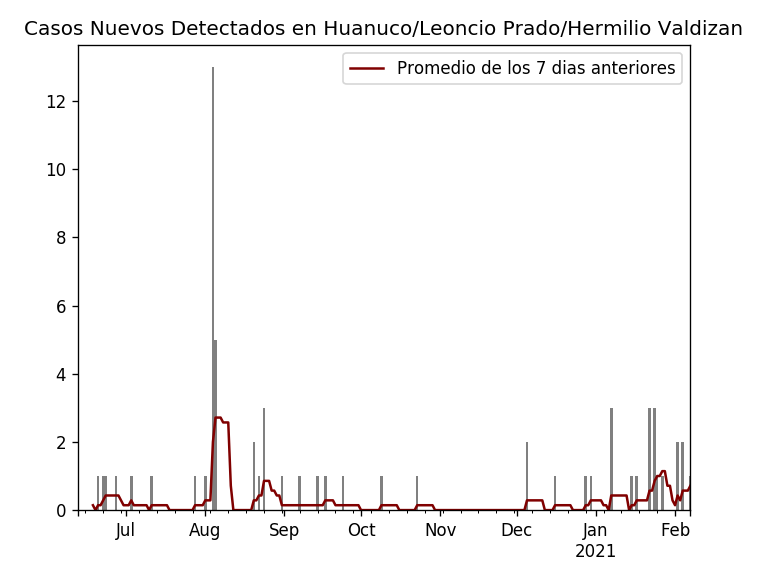 Casos Nuevos Detectados en Huanuco/Leoncio Prado/Hermilio Valdizan
Promedio de los 7 dias anteriores
12
10
8
6
4
2
0
Jul Aug Sep Oct Nov Dec Jan Feb
2021